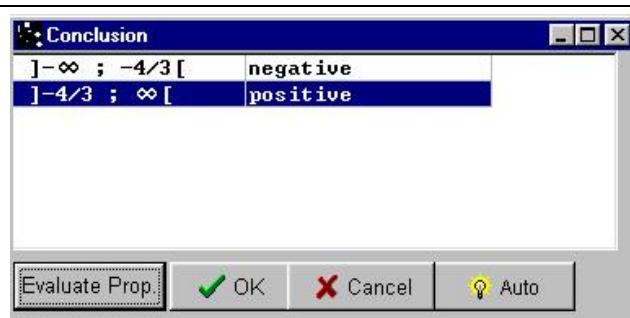 Conclusion
]-∞ ; -4/3[ negative
]-4/3 ; ∞[ positive
Evaluate Prop. OK Cancel Auto